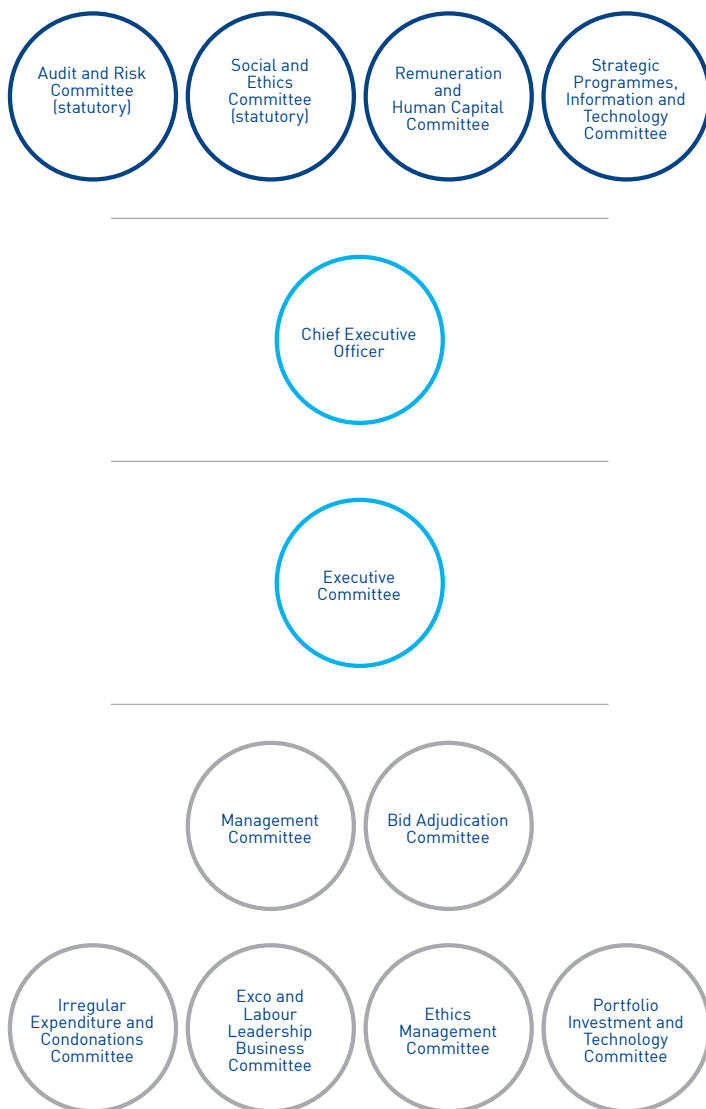 Audit and Risk
Committee
(statutory)
Social and
Ethics
Committee
(statutory)
Remuneration
and
Human Capital
Committee
Strategic
Programmes,
Information and
Technology
Committee
Chief Executive
Officer
Executive
Committee
Management
Committee
Bid Adjudication
Committee
Irregular
Expenditure and
Condonations
Committee
Exco and
Labour
Leadership
Business
Committee
Ethics
Management
Committee
Portfolio
Investment and
Technology
Committee